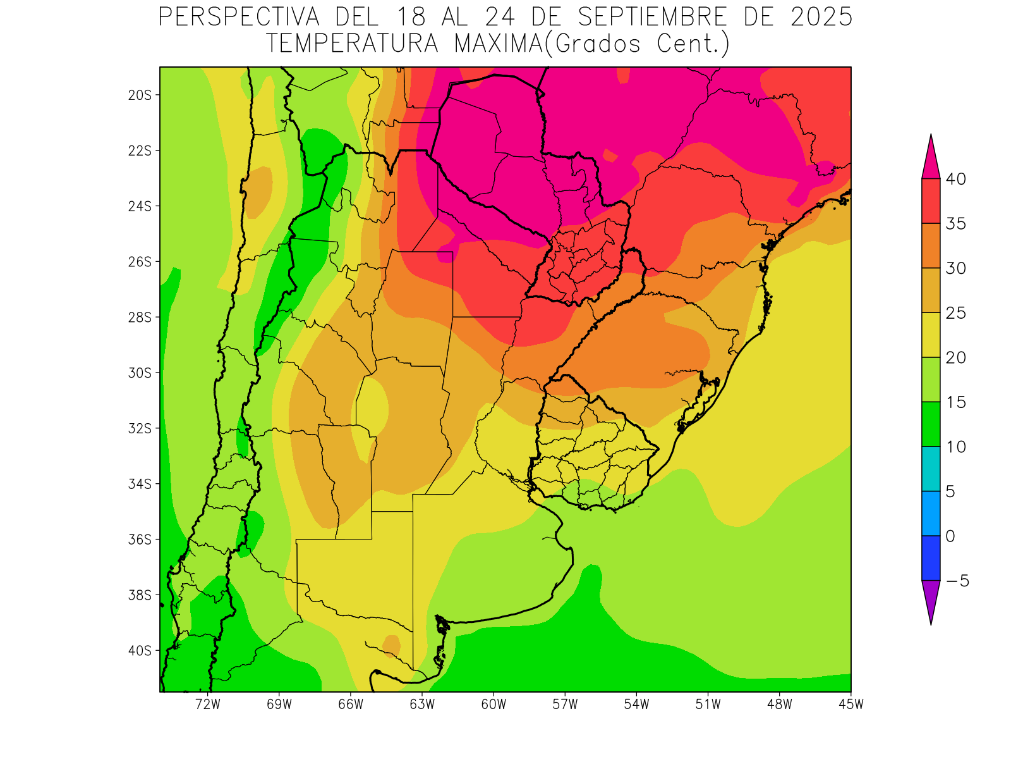 PERSPECTIVA DEL 18 AL 24 DE SEPTIEMBRE DE 2025
TEMPERATURA MAXIMA(Grados Cent.)
20S
22S
24S
26S
28S
30S
32S
34S
36S
38S
40S
72W 69W 66W 63W 60W 57W 54W 51W 48W 45W
40
35
30
25
20
15
10
5
0
−5